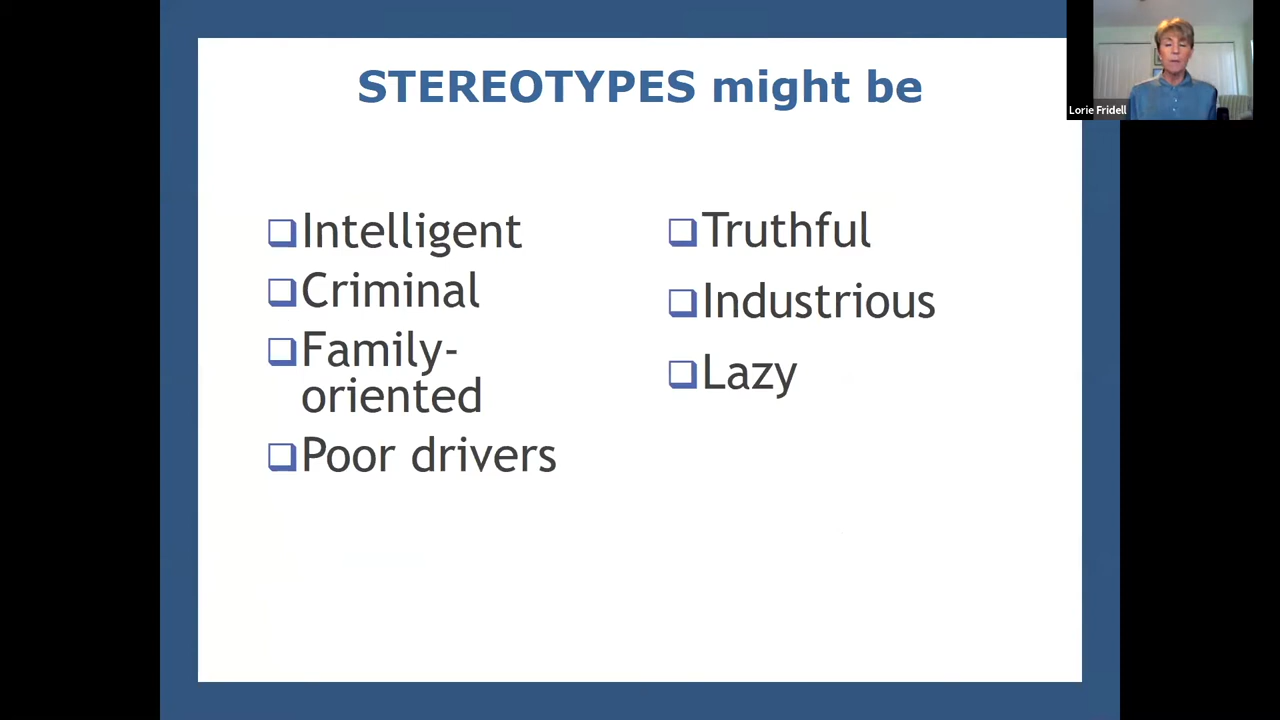 STEREOTYPES might be
Intelligent
Criminal
Family-
oriented
Poor drivers
Truthful
Industrious
Lazy
Lorie Fridell